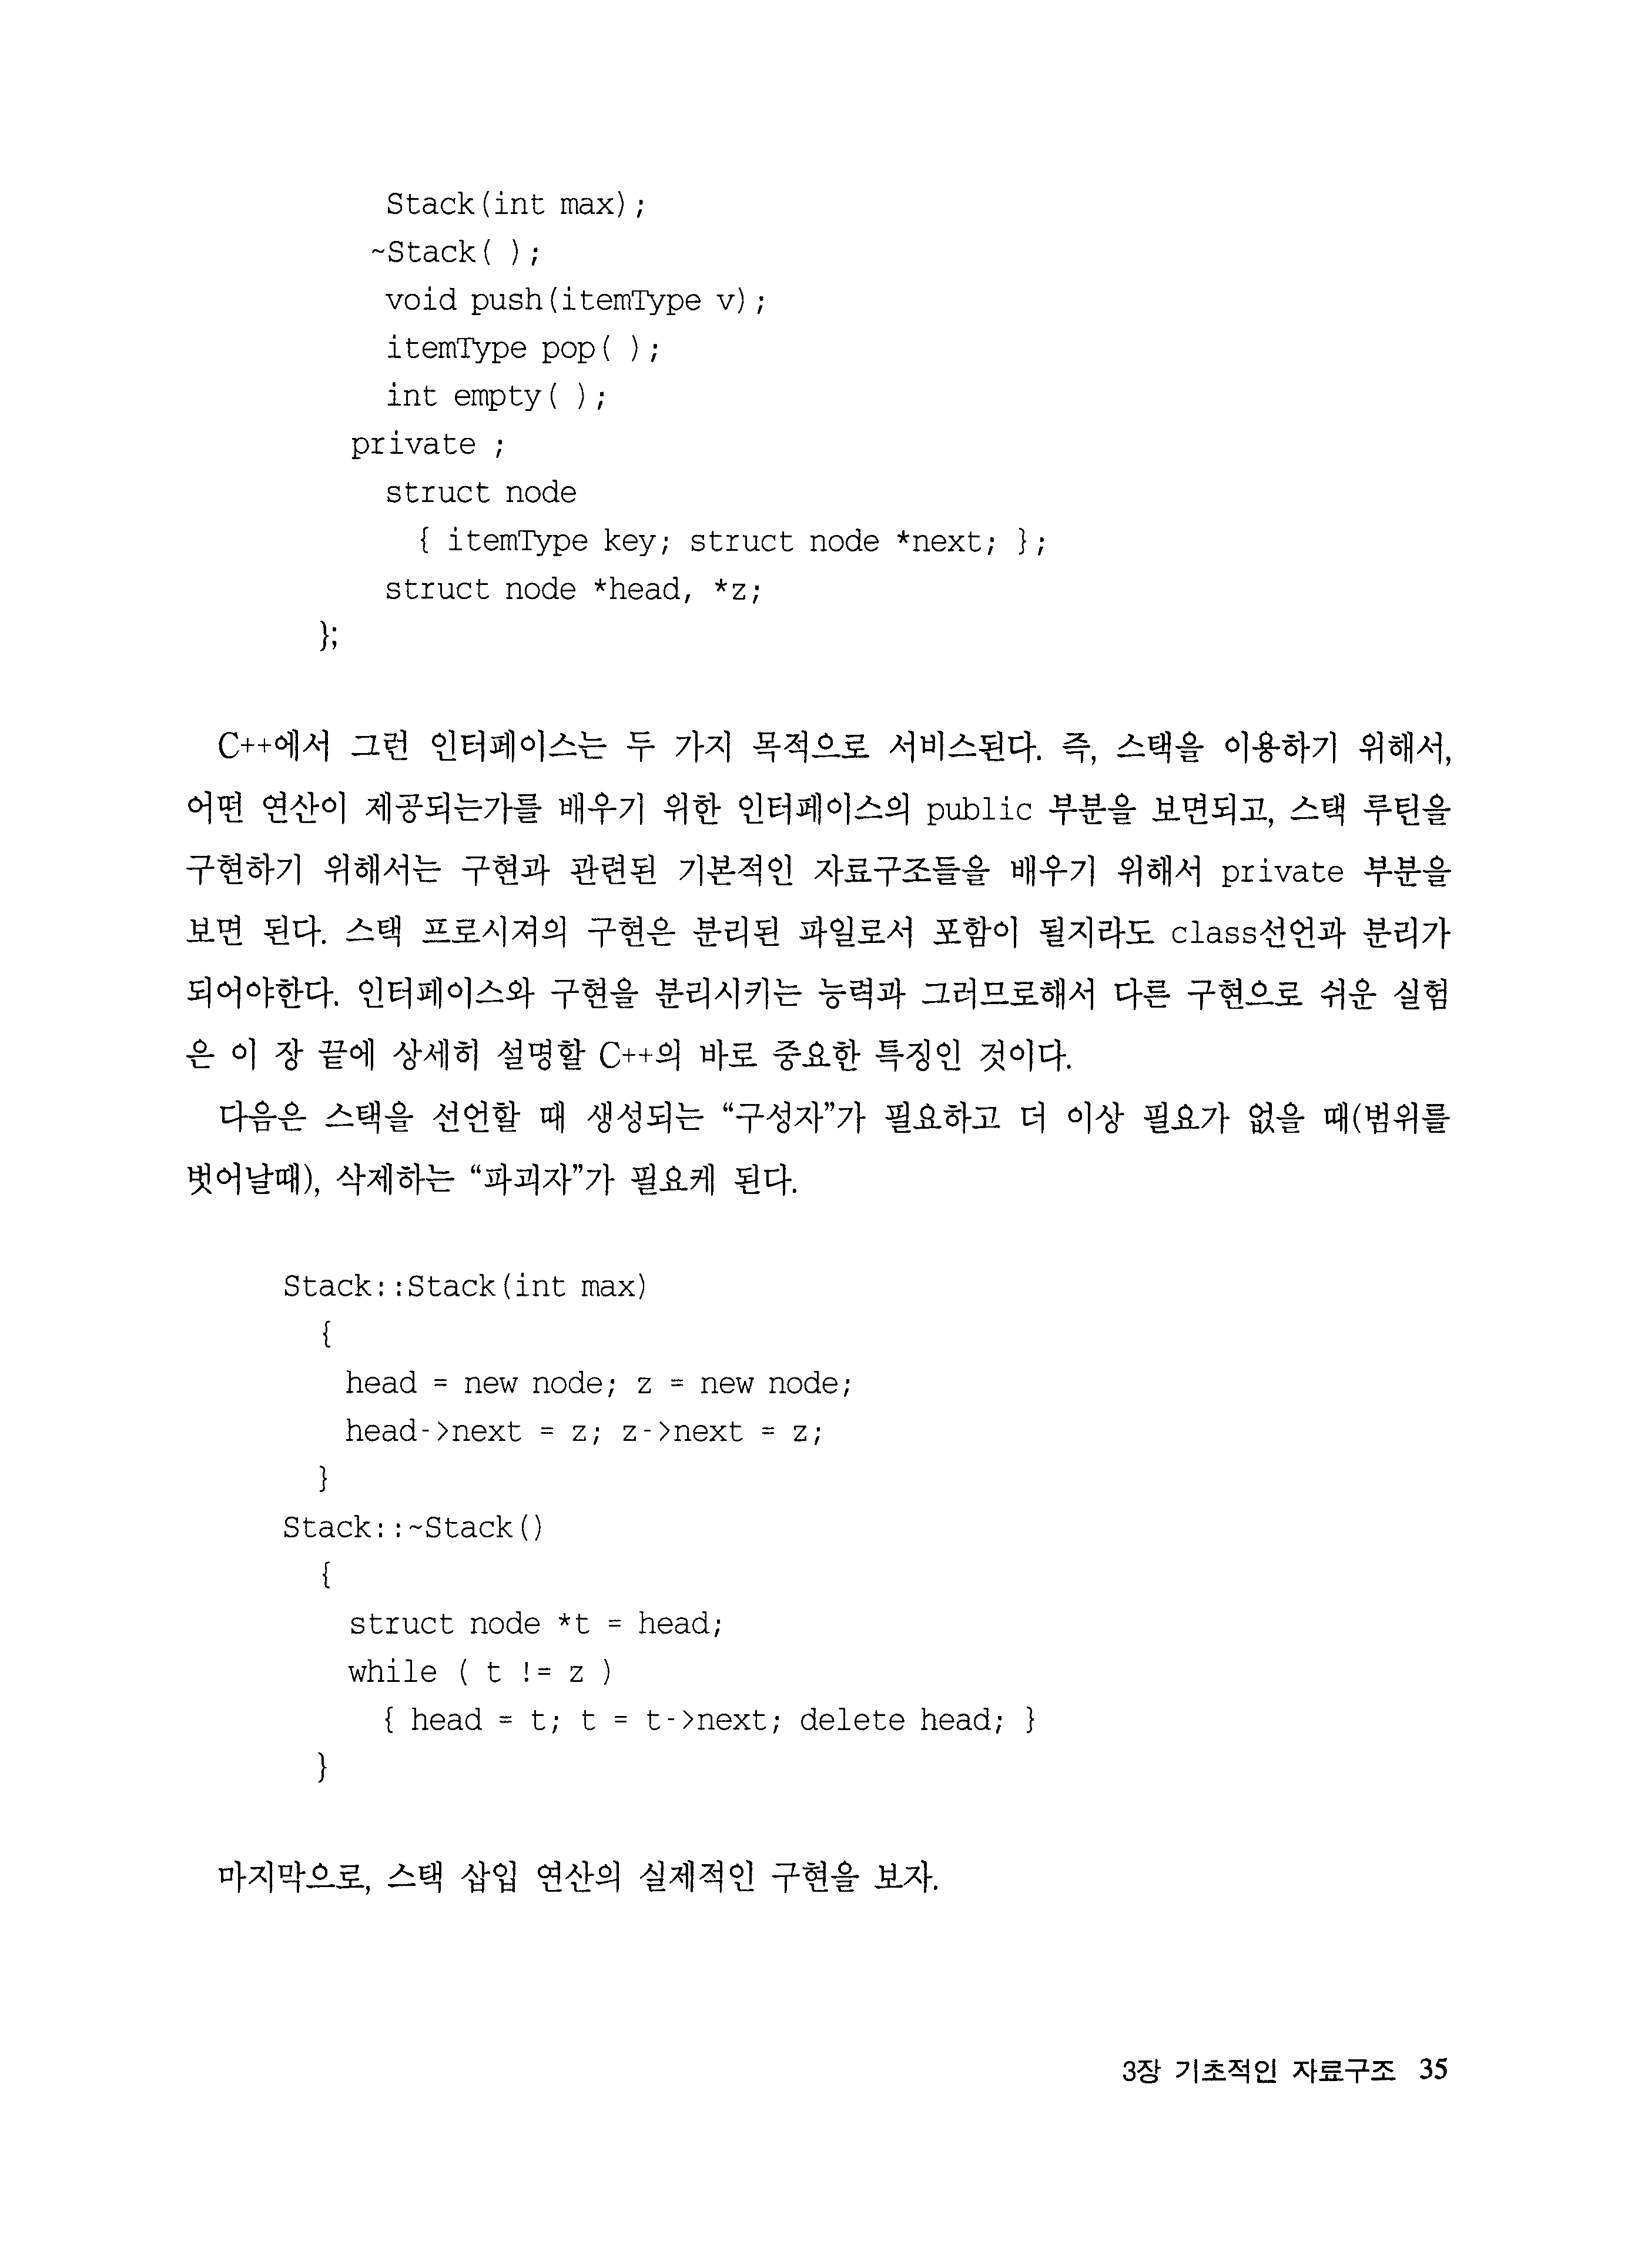 Stack(int max);
~Stack( );
void push(itemType v);
itemType pop( );
int empty( );
private ;
struct node
{ itemType key; struct node *next; };
struct node *head, *z;
};
C++에서 그런 인터페이스는 두 가지 목적으로 서비스된다. 즉, 스택을 이용하기 위해서,
어떤 연산이 제공되는가를 배우기 위한 인터페이스의 public 부분을 보면되고, 스택 루틴을
구현하기 위해서는 구현과 관련된 기본적인 자료구조들을 배우기 위해서 private 부분을
보면 된다. 스택 프로시져의 구현은 분리된 파일로서 포함이 될지라도 class선언과 분리가
되어야한다. 인터페이스와 구현을 분리시키는 능력과 그러므로해서 다른 구현으로 쉬운 실험
은 이 장 끝에 상세히 설명할 C++의 바로 중요한 특징인 것이다.
다음은 스택을 선언할 때 생성되는 “구성자”가 필요하고 더 이상 필요가 없을 때(범위를
벗어날때), 삭제하는 “파괴자”가 필요케 된다.
Stack::Stack(int max)
{
head = new node; z = new node;
head->next = z; z->next = z;
}
Stack::~Stack()
{
struct node *t = head;
while ( t != z )
{ head = t; t = t->next; delete head; }
}
마지막으로, 스택 삽입 연산의 실제적인 구현을 보자.
3장 기초적인 자료구조 35